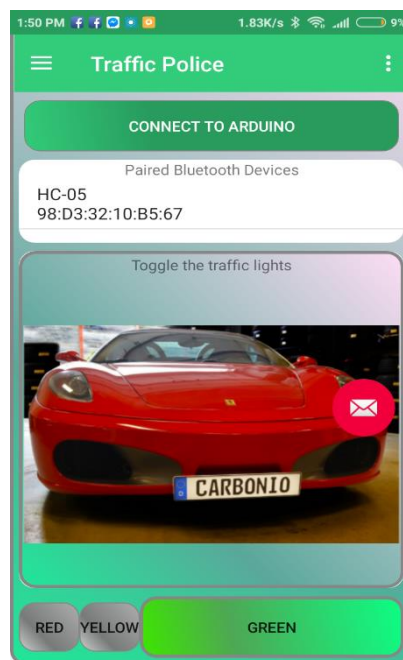 1:50 PM 1.83K/s 9%
Traffic Police
CONNECT TO ARDUINO
Paired Bluetooth Devices
HC-05
98:D3:32:10:B5:67
Toggle the traffic lights
CARBONIO
RED YELLOW GREEN